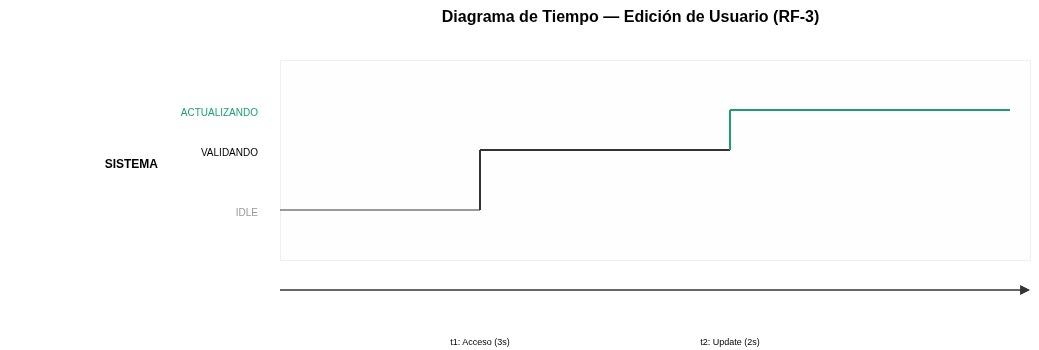 Diagrama de Tiempo — Edición de Usuario (RF-3)
ACTUALIZANDO
VALIDANDO
SISTEMA
IDLE
t1: Acceso (3s)
t2: Update (2s)